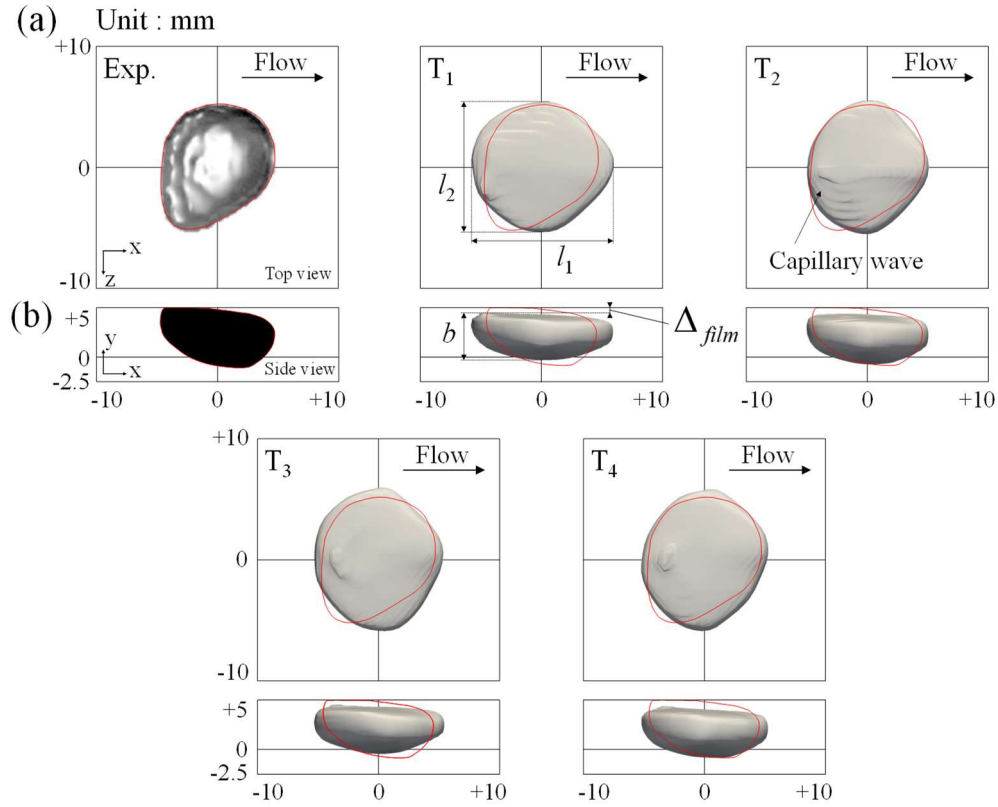 (a) Unit : mm
+10
Exp. Flow T1 Flow T2 Flow
0
l2
l1
Capillary wave
x
z
Top view
-10
(b)
+5
y
b
Δfilm
0
x
Side view
-2.5
-10 0 +10 -10 0 +10 -10 0 +10
+10
T3 Flow T4 Flow
0
-10
+5
0
-2.5
-10 0 +10 -10 0 +10